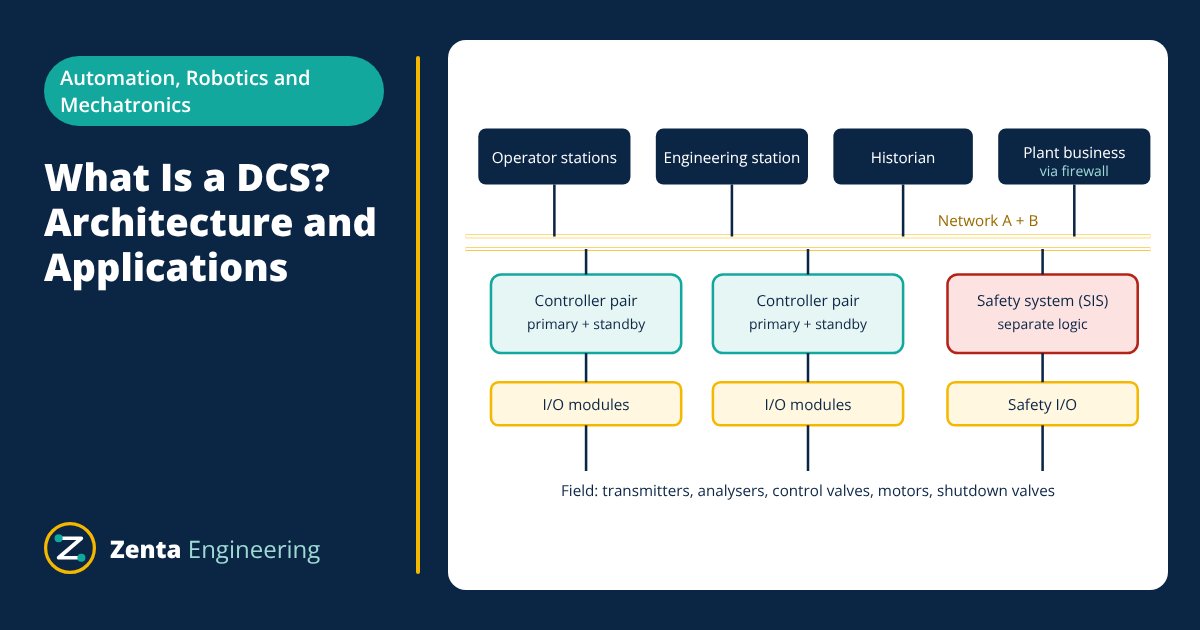 Automation, Robotics and
Mechatronics
What Is a DCS?
Architecture and
Applications
Zenta Engineering
Operator stations
Engineering station
Historian
Plant business
via firewall
Network A + B
Controller pair
primary + standby
Controller pair
primary + standby
Safety system (SIS)
separate logic
I/O modules
I/O modules
Safety I/O
Field: transmitters, analysers, control valves, motors, shutdown valves